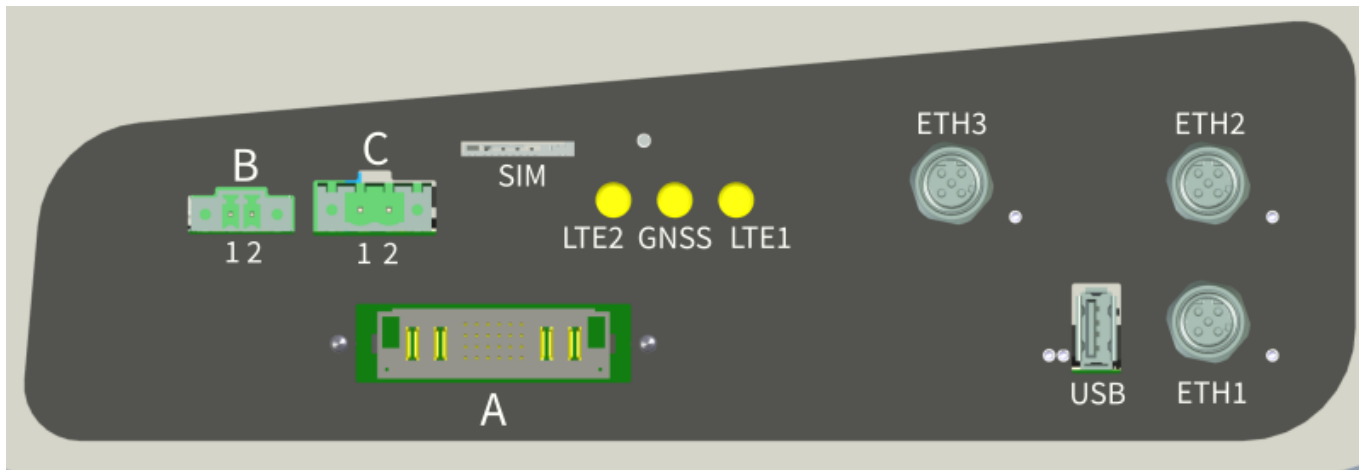 ETH3
ETH2
B
C
SIM
1 2
1 2
LTE2
GNSS
LTE1
A
USB
ETH1